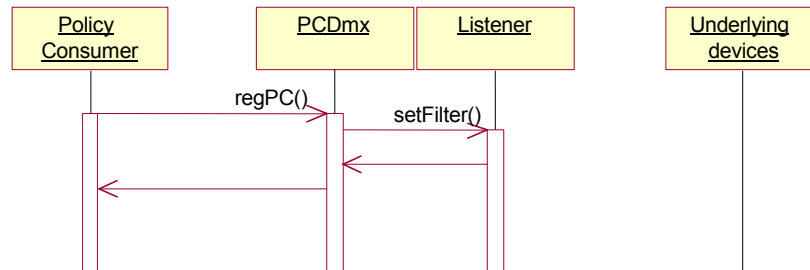 Policy
Consumer
PCDmx
Listener
Underlying
devices
regPC()
setFilter()